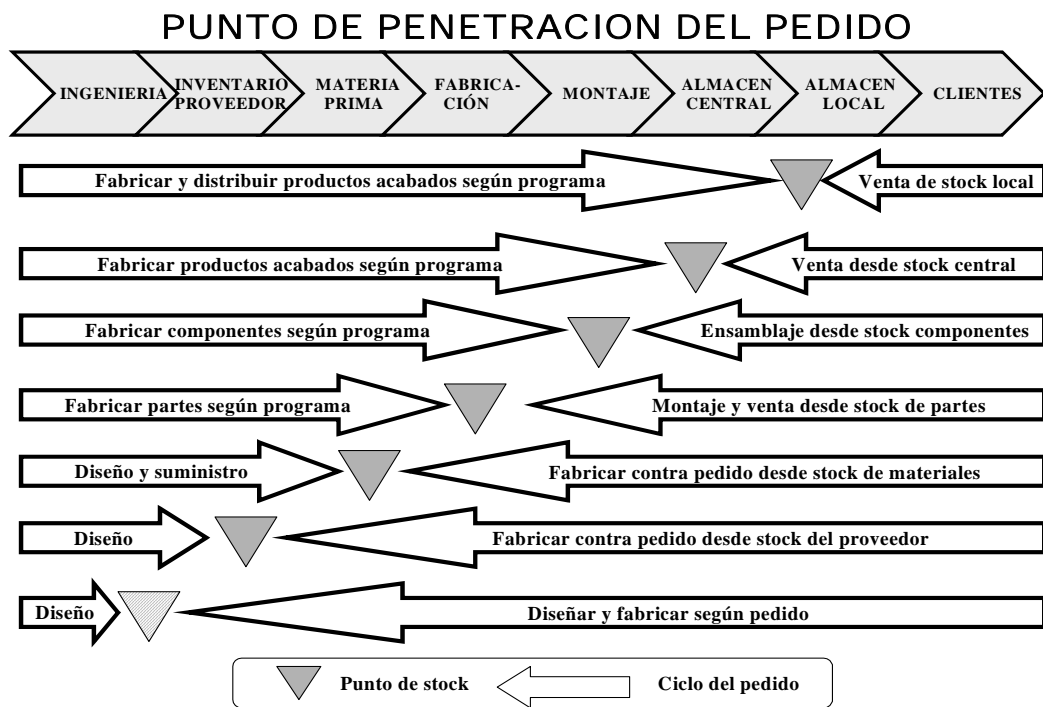 PUNTO DE PENETRACION DEL PEDIDO
INGENIERIA
INVENTARIO
PROVEEDOR
MATERIA
PRIMA
FABRICA-
CIÓN
MONTAJE
ALMACEN
CENTRAL
ALMACEN
LOCAL
CLIENTES
Fabricar y distribuir productos acabados según programa
Venta de stock local
Fabricar productos acabados según programa
Venta desde stock central
Fabricar componentes según programa
Ensamblaje desde stock componentes
Fabricar partes según programa
Montaje y venta desde stock de partes
Diseño y suministro
Fabricar contra pedido desde stock de materiales
Diseño
Fabricar contra pedido desde stock del proveedor
Diseño
Diseñar y fabricar según pedido
Punto de stock
Ciclo del pedido